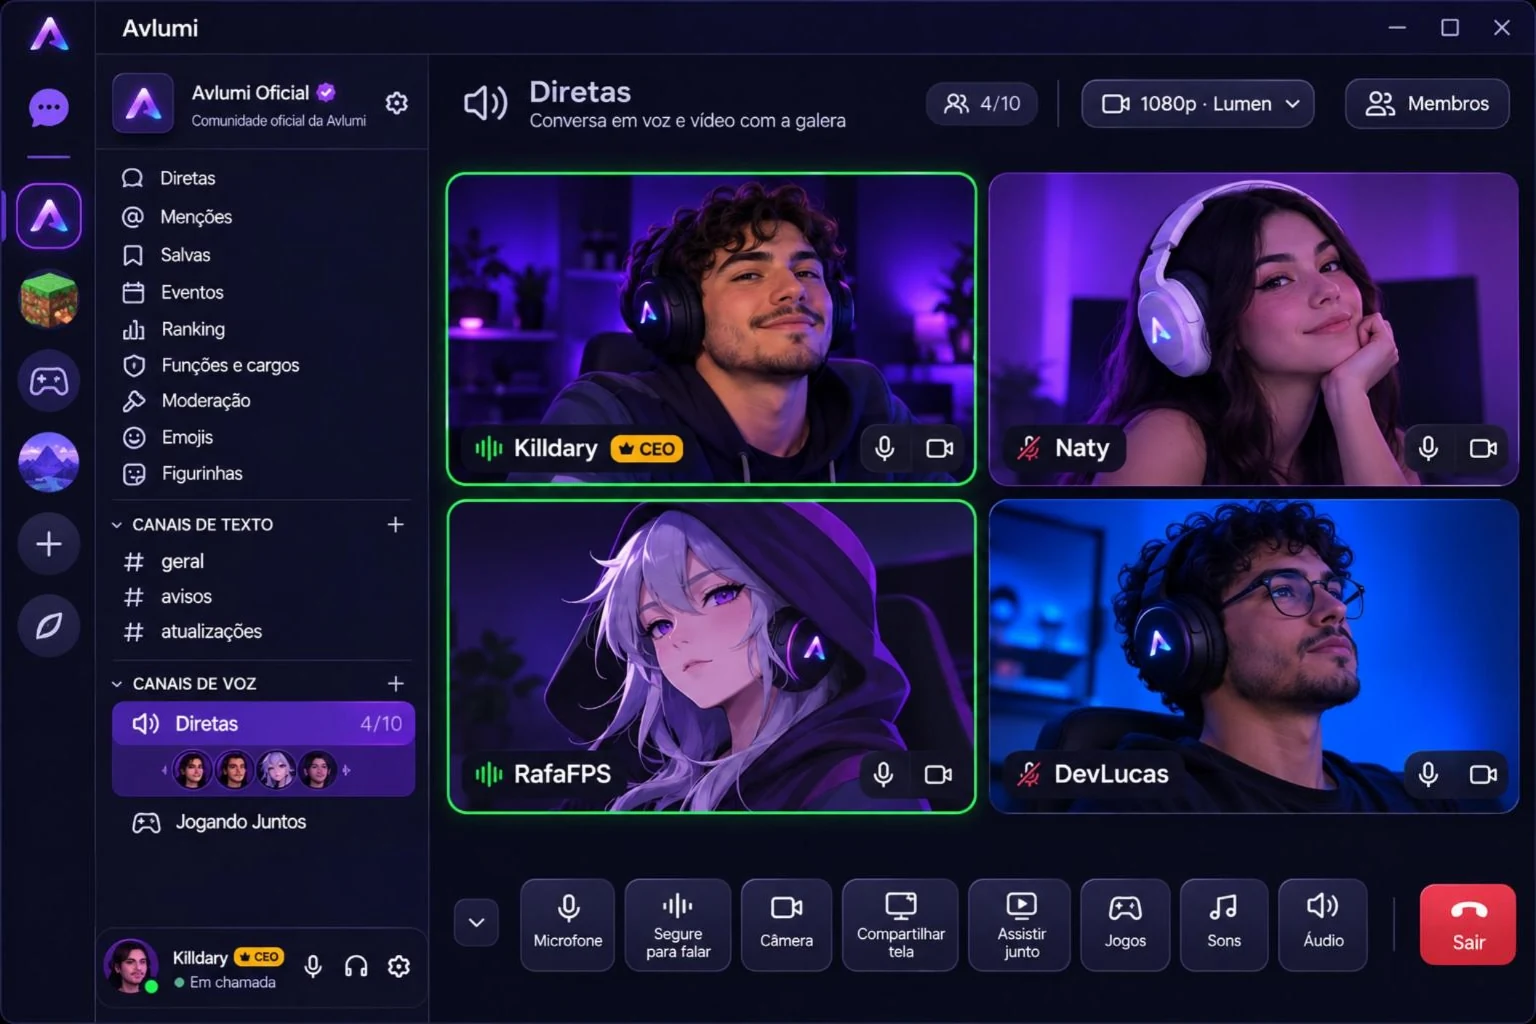 Avlumi
Avlumi Oficial
Comunidade oficial da Avlumi
Diretas
Menções
Salvas
Eventos
Ranking
Funções e cargos
Moderação
Emojis
Figurinhas
CANAIS DE TEXTO
# geral
# avisos
# atualizações
CANAIS DE VOZ
Diretas 4/10
Jogando Juntos
Killdary CEO
Em chamada
Diretas
Conversa em voz e vídeo com a galera
4/10
1080p · Lumen
Membros
Killdary CEO
Naty
RafaFPS
DevLucas
Microfone
Segure
para falar
Câmera
Compartilhar
tela
Assistir
junto
Jogos
Sons
Áudio
Sair